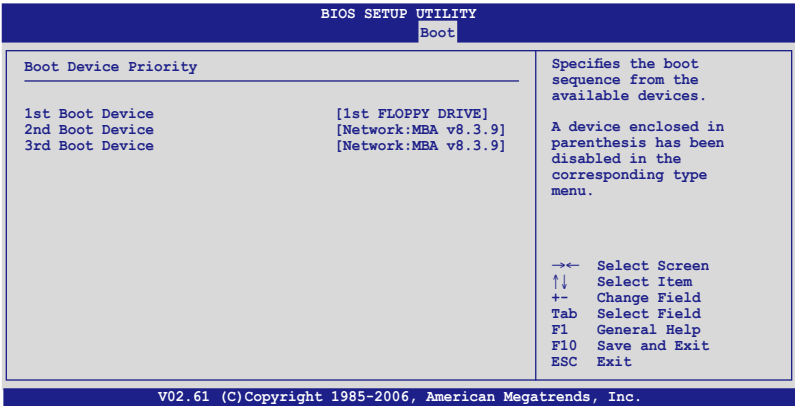 BIOS SETUP UTILITY
Boot
Boot Device Priority
1st Boot Device [1st FLOPPY DRIVE]
2nd Boot Device [Network:MBA v8.3.9]
3rd Boot Device [Network:MBA v8.3.9]
Specifies the boot
sequence from the
available devices.
A device enclosed in
parenthesis has been
disabled in the
corresponding type
menu.
→← Select Screen
↑↓ Select Item
+- Change Field
Tab Select Field
F1 General Help
F10 Save and Exit
ESC Exit
V02.61 (C)Copyright 1985-2006, American Megatrends, Inc.